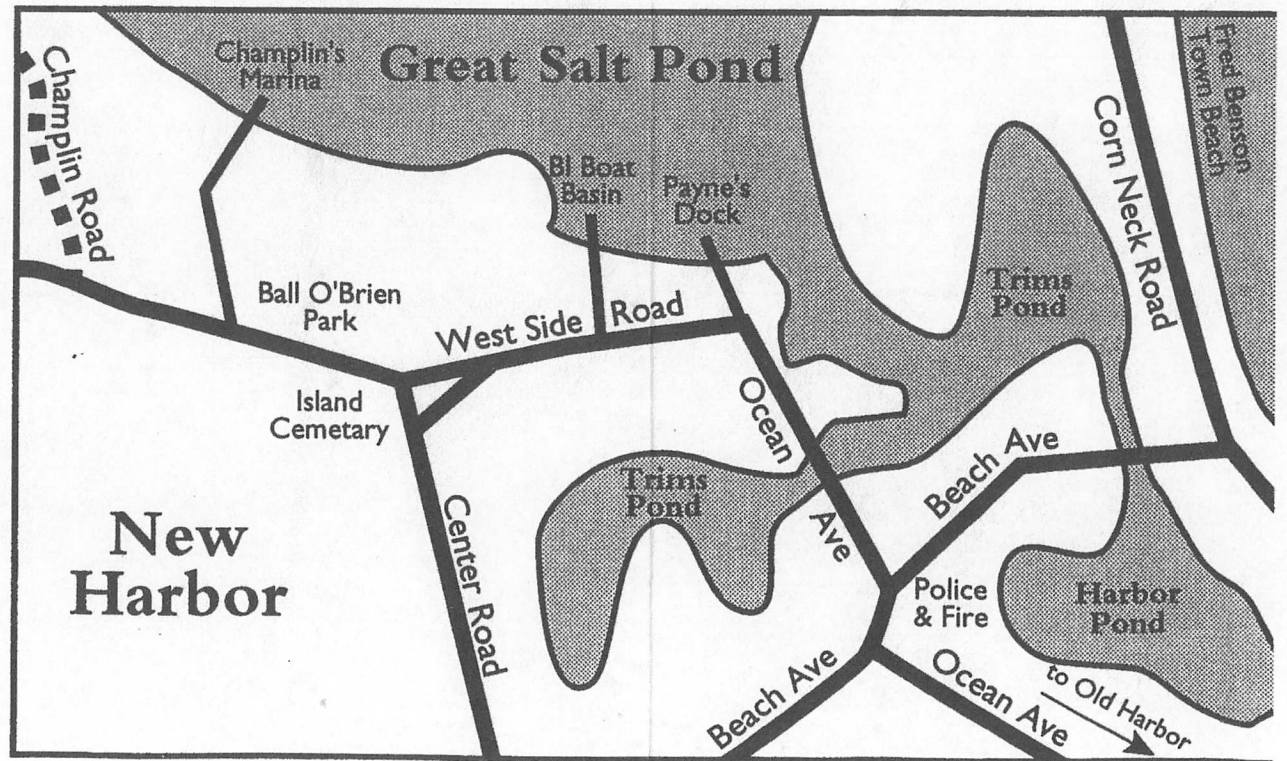 Champlin Road
Champlin's
Marina
Great Salt Pond
BI Boat
Basin
Payne's
Dock
Corn Neck Road
Fred Benson
Town Beach
Trims
Pond
Ball O'Brien
Park
West Side Road
Island
Cemetary
Ocean Ave
Beach Ave
Trims
Pond
Center Road
New
Harbor
Police
& Fire
Harbor
Pond
Beach Ave
Ocean Ave
to Old Harbor